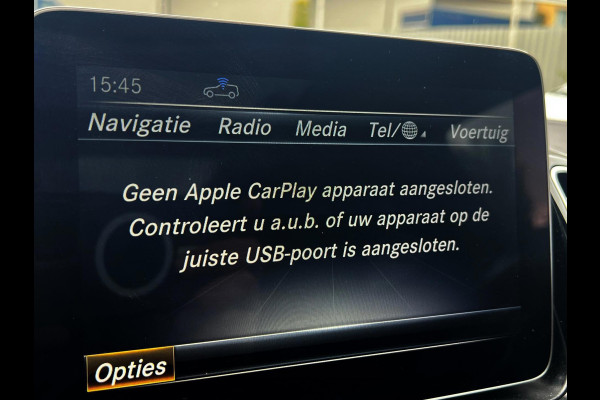 15:45
Navigatie Radio Media Tel/ Voertuig
Geen Apple CarPlay apparaat aangesloten.
Controleert u a.u.b. of uw apparaat op de
juiste USB-poort is aangesloten.
Opties